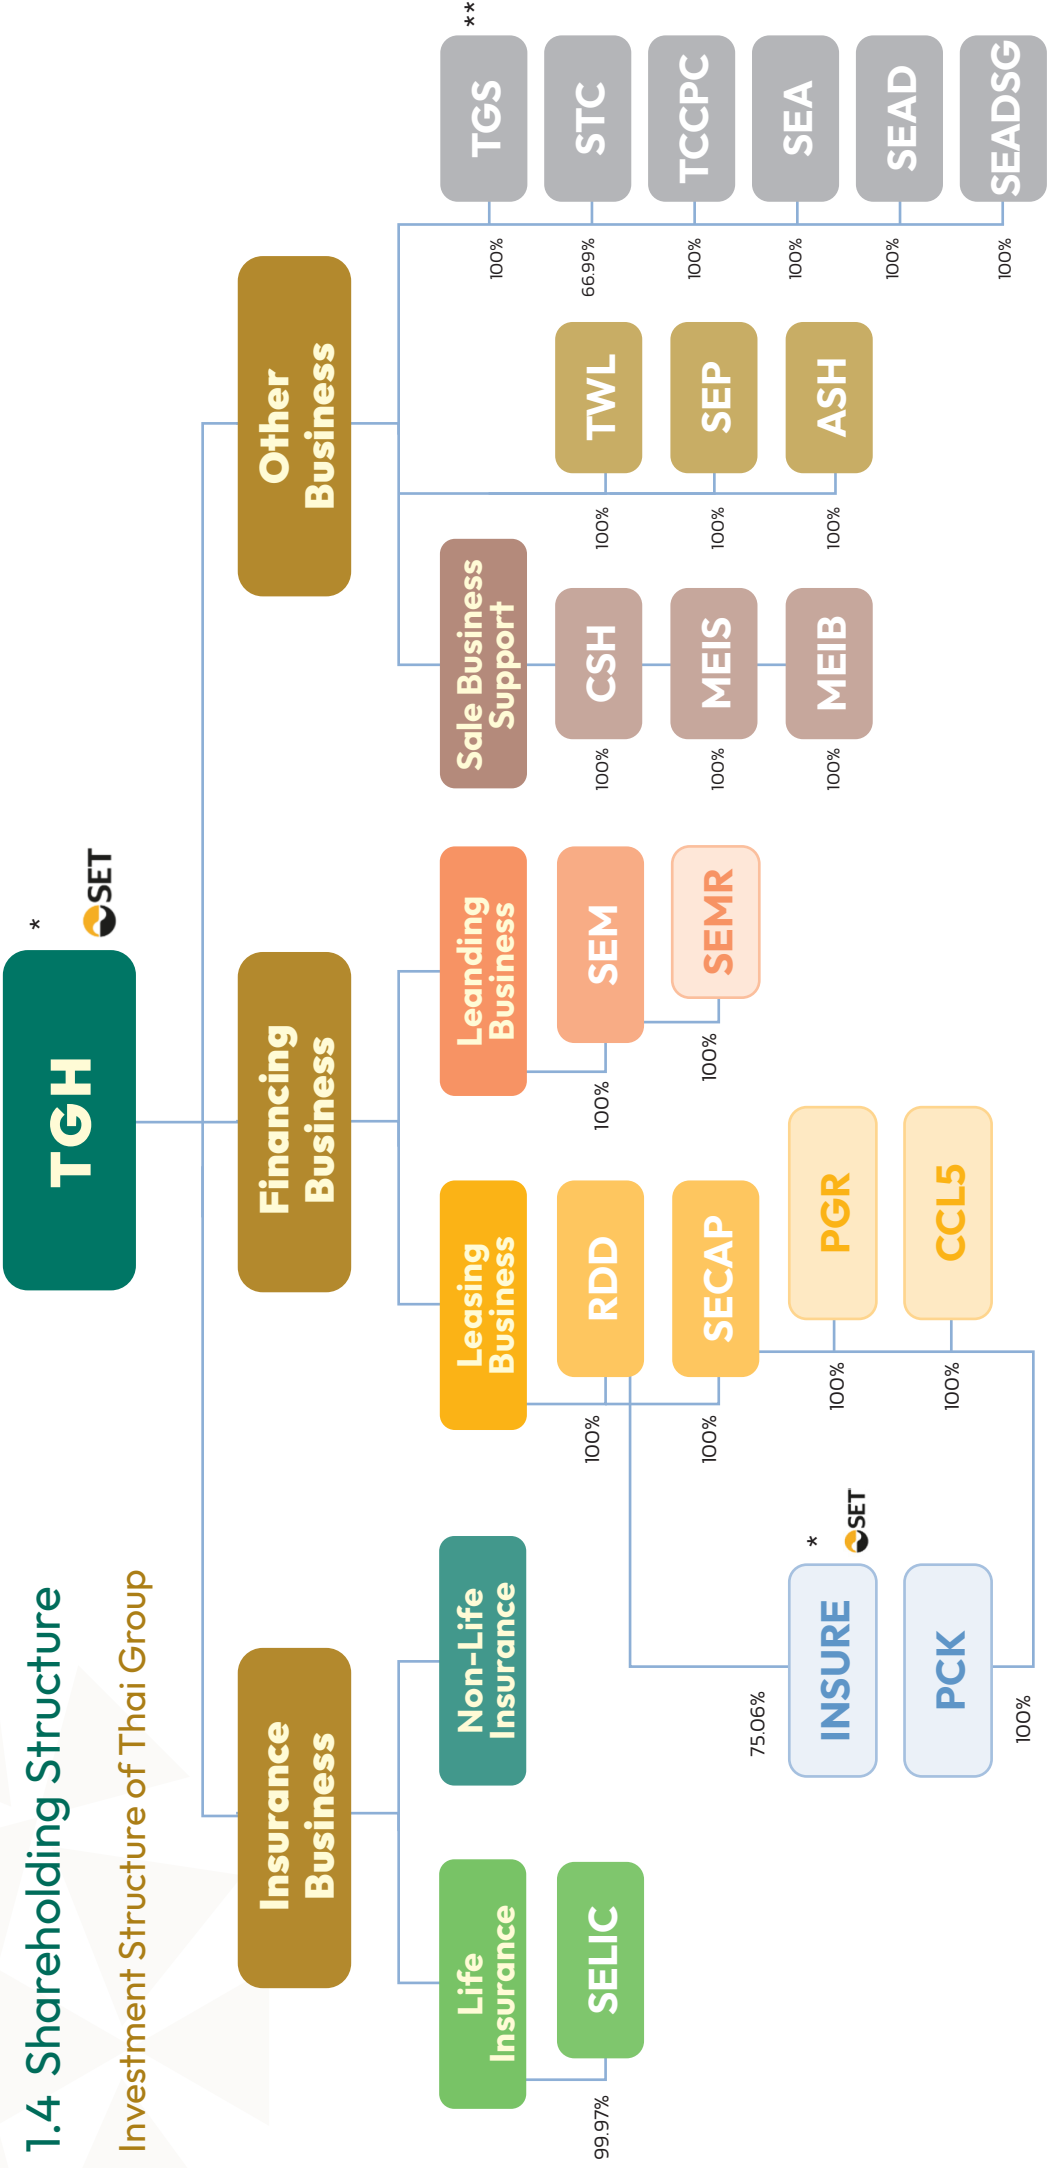 1.4 Shareholding Structure
Investment Structure of Thai Group
TGH
*
SET
Insurance
Business
Financing
Business
Other
Business
Life
Insurance
Non-Life
Insurance
Leasing
Business
Leanding
Business
Sale Business
Support
99.97%
SELIC
75.06%
INSURE
*
SET
PCK
100%
100%
RDD
100%
SECAP
100%
PGR
100%
CCL5
100%
SEM
100%
SEMR
100%
CSH
100%
MEIS
100%
MEIB
100%
TWL
100%
SEP
100%
ASH
100%
TGS
**
66.99%
STC
100%
TCCPC
100%
SEA
100%
SEAD
100%
SEADSG